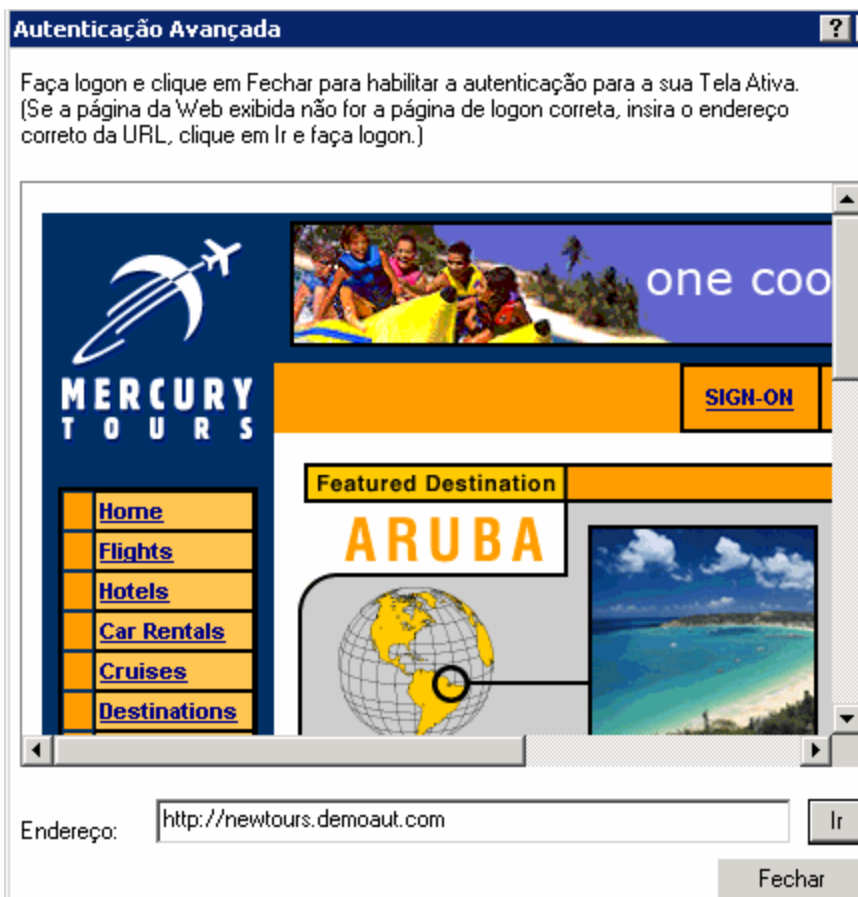 Autenticação Avançada
?
Faça logon e clique em Fechar para habilitar a autenticação para a sua Tela Ativa.
(Se a página da Web exibida não for a página de logon correta, insira o endereço
correto da URL, clique em Ir e faça logon.)
one coo
MERCURY
TOURS
SIGN-ON
Featured Destination
ARUBA
Home
Flights
Hotels
Car Rentals
Cruises
Destinations
Endereço:
http://newtours.demoaut.com
Ir
Fechar